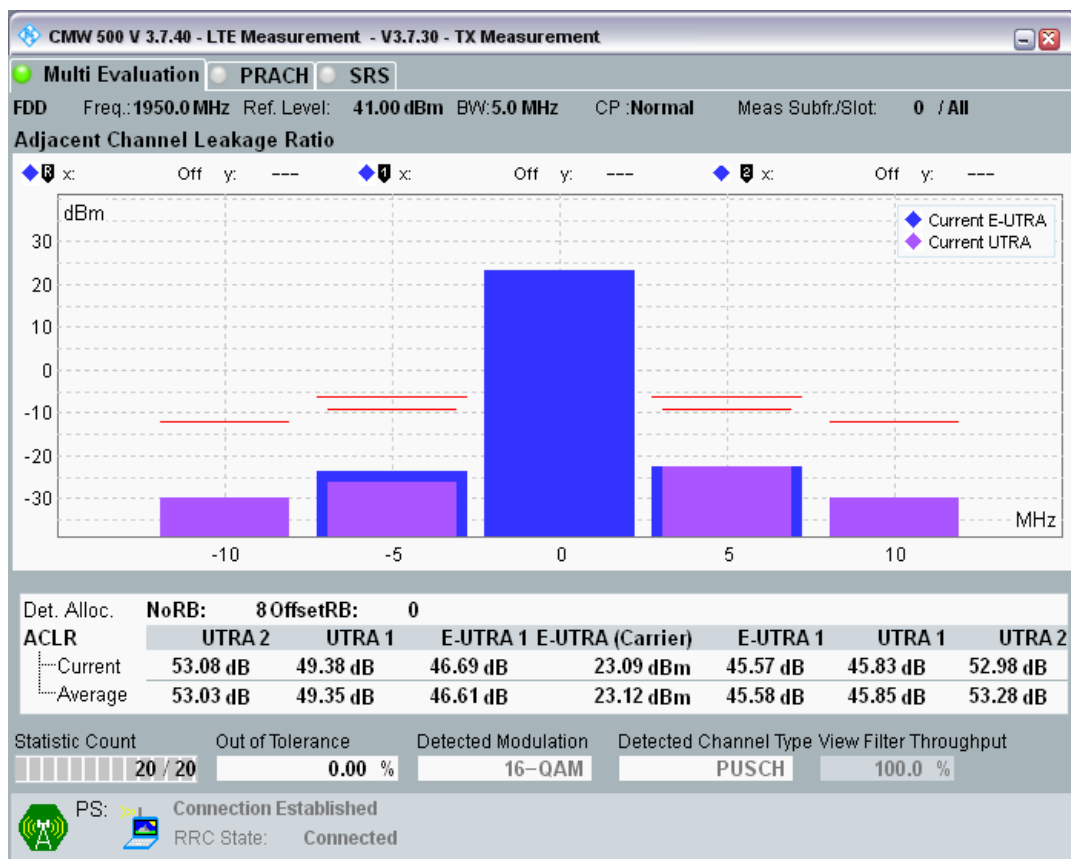 CMW 500 V 3.7.40 - LTE Measurement - V3.7.30 - TX Measurement
Multi Evaluation PRACH SRS
FDD Freq.: 1950.0 MHz Ref. Level: 41.00 dBm BW: 5.0 MHz CP : Normal Meas Subfr./Slot: 0 / All
Adjacent Channel Leakage Ratio
R x: Off y: --- 1 x: Off y: --- 2 x: Off y: ---
dBm
Current E-UTRA
Current UTRA
30
20
10
0
-10
-20
-30
MHz
-10 -5 0 5 10
Det. Alloc. NoRB: 8 OffsetRB: 0
ACLR UTRA 2 UTRA 1 E-UTRA 1 E-UTRA (Carrier) E-UTRA 1 UTRA 1 UTRA 2
Current 53.08 dB 49.38 dB 46.69 dB 23.09 dBm 45.57 dB 45.83 dB 52.98 dB
Average 53.03 dB 49.35 dB 46.61 dB 23.12 dBm 45.58 dB 45.85 dB 53.28 dB
Statistic Count Out of Tolerance Detected Modulation Detected Channel Type View Filter Throughput
20 / 20 0.00 % 16-QAM PUSCH 100.0 %
PS: Connection Established
RRC State: Connected